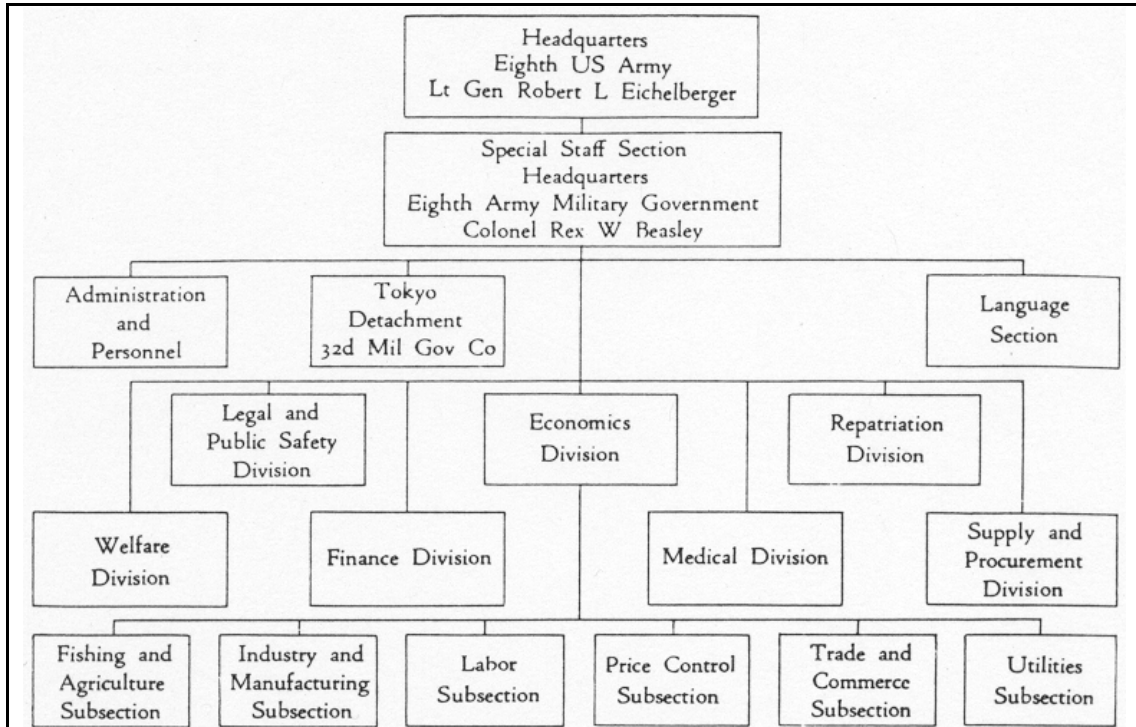 Headquarters
Eighth US Army
Lt Gen Robert L Eichelberger
Special Staff Section
Headquarters
Eighth Army Military Government
Colonel Rex W Beasley
Administration
and
Personnel
Tokyo
Detachment
32d Mil Gov Co
Language
Section
Legal and
Public Safety
Division
Economics
Division
Repatriation
Division
Welfare
Division
Finance Division
Medical Division
Supply and
Procurement
Division
Fishing and
Agriculture
Subsection
Industry and
Manufacturing
Subsection
Labor
Subsection
Price Control
Subsection
Trade and
Commerce
Subsection
Utilities
Subsection